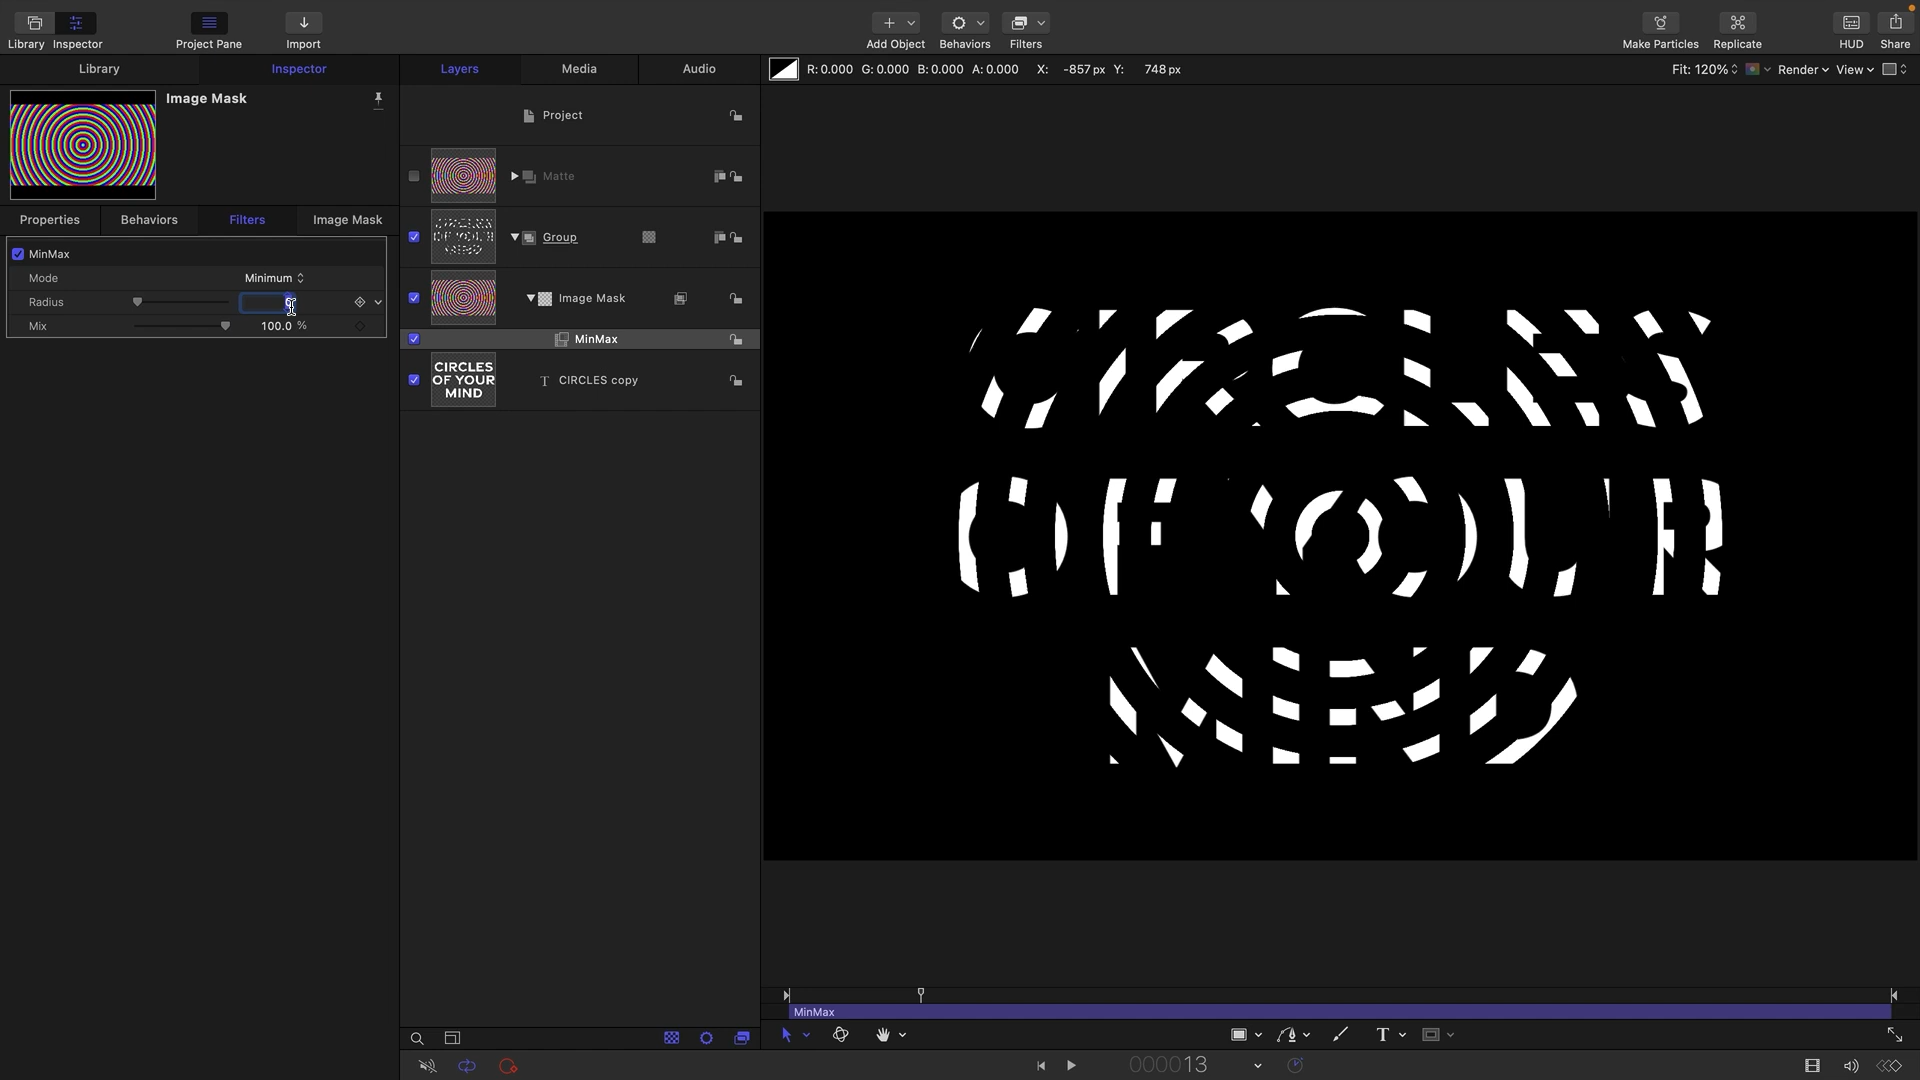 Library
Inspector
Project Pane
Import
Add Object
Behaviors
Filters
Make Particles
Replicate
HUD
Share
Library
Inspector
Layers
Media
Audio
R: 0.000 G: 0.000 B: 0.000 A: 0.000 X: -857 px Y: 748 px
Fit: 120%
Render
View
Image Mask
Properties
Behaviors
Filters
Image Mask
MinMax
Mode
Minimum
Radius
Mix
100.0 %
Project
Matte
Group
Image Mask
MinMax
CIRCLES
OF YOUR
MIND
T CIRCLES copy
MinMax
T
000013